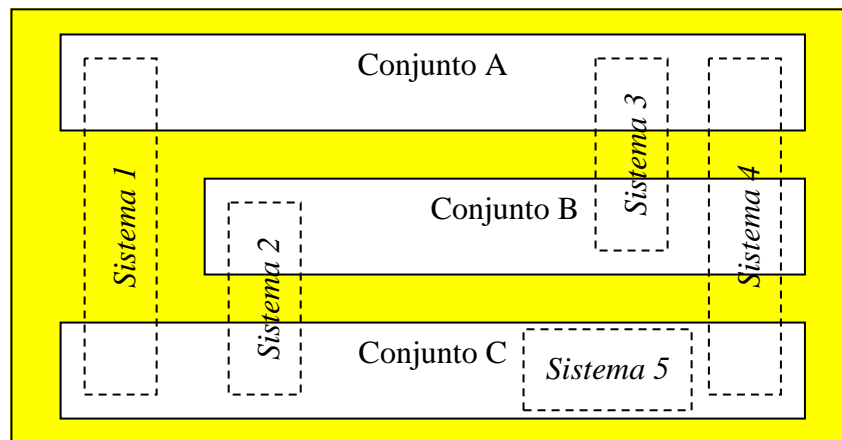 Conjunto A
Sistema 1
Sistema 3
Sistema 4
Conjunto B
Sistema 2
Conjunto C
Sistema 5